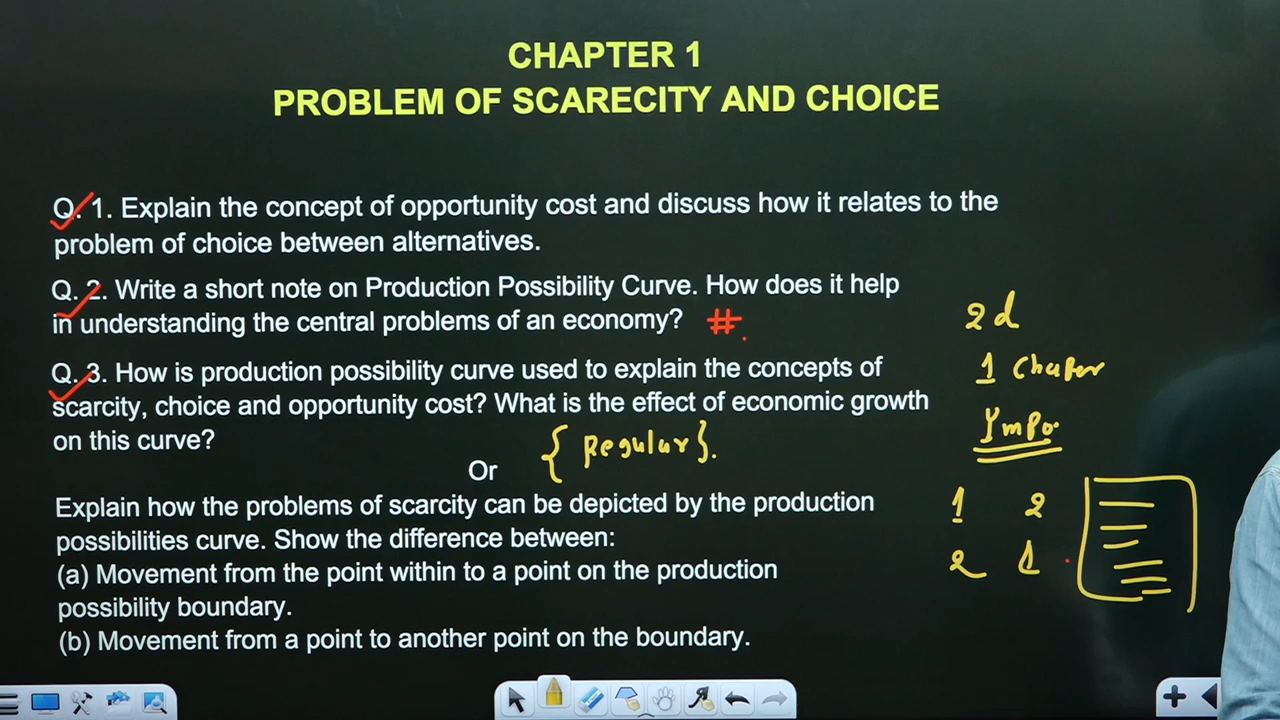 CHAPTER 1
PROBLEM OF SCARECITY AND CHOICE
Q. 1. Explain the concept of opportunity cost and discuss how it relates to the
problem of choice between alternatives.
Q. 2. Write a short note on Production Possibility Curve. How does it help
in understanding the central problems of an economy? #.
Q. 3. How is production possibility curve used to explain the concepts of
scarcity, choice and opportunity cost? What is the effect of economic growth
on this curve?
Or
{ Regular }.
Explain how the problems of scarcity can be depicted by the production
possibilities curve. Show the difference between:
(a) Movement from the point within to a point on the production
possibility boundary.
(b) Movement from a point to another point on the boundary.
2 d
1 Chapter
Impo.
1 2
2 1